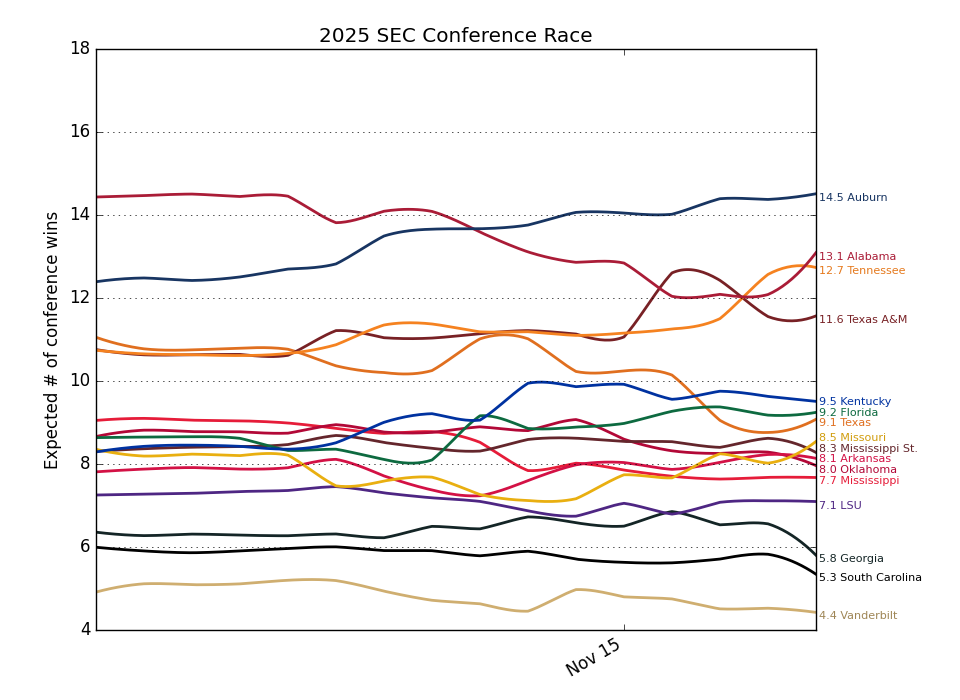 2025 SEC Conference Race
Expected # of conference wins
18
16
14
12
10
8
6
4
14.5 Auburn
13.1 Alabama
12.7 Tennessee
11.6 Texas A&M
9.5 Kentucky
9.2 Florida
9.1 Texas
8.5 Missouri
8.3 Mississippi St.
8.1 Arkansas
8.0 Oklahoma
7.7 Mississippi
7.1 LSU
5.8 Georgia
5.3 South Carolina
4.4 Vanderbilt
Nov 15